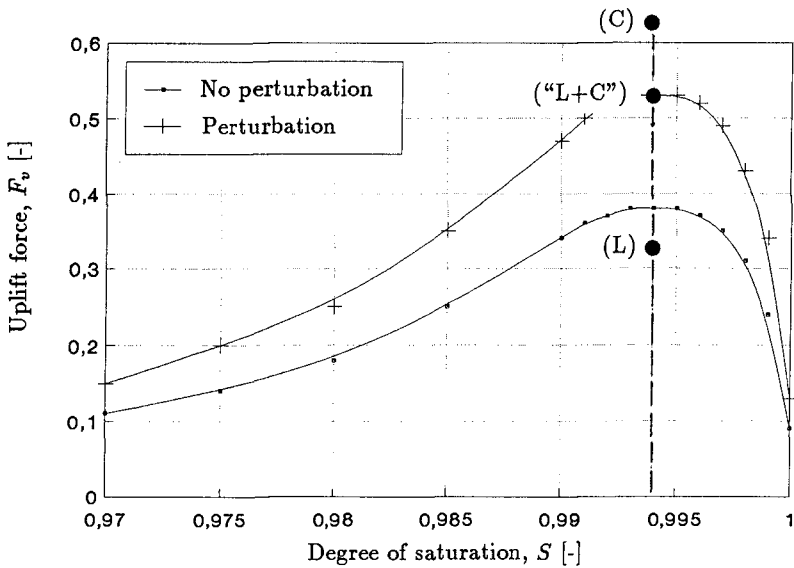 (C)
0,6
No perturbation
Perturbation
("L+C")
0,5
0,4
(L)
0,3
0,2
0,1
0
Uplift force, Fᵥ [-]
0,97 0,975 0,98 0,985 0,99 0,995 1
Degree of saturation, S [-]